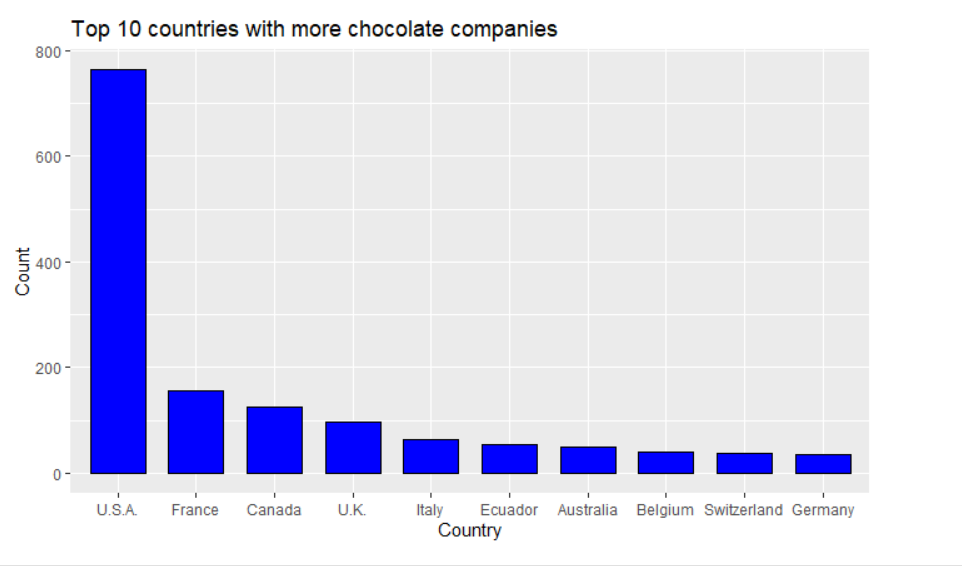 Top 10 countries with more chocolate companies
800
600
400
200
0
Count
U.S.A. France Canada U.K. Italy Ecuador Australia Belgium Switzerland Germany
Country